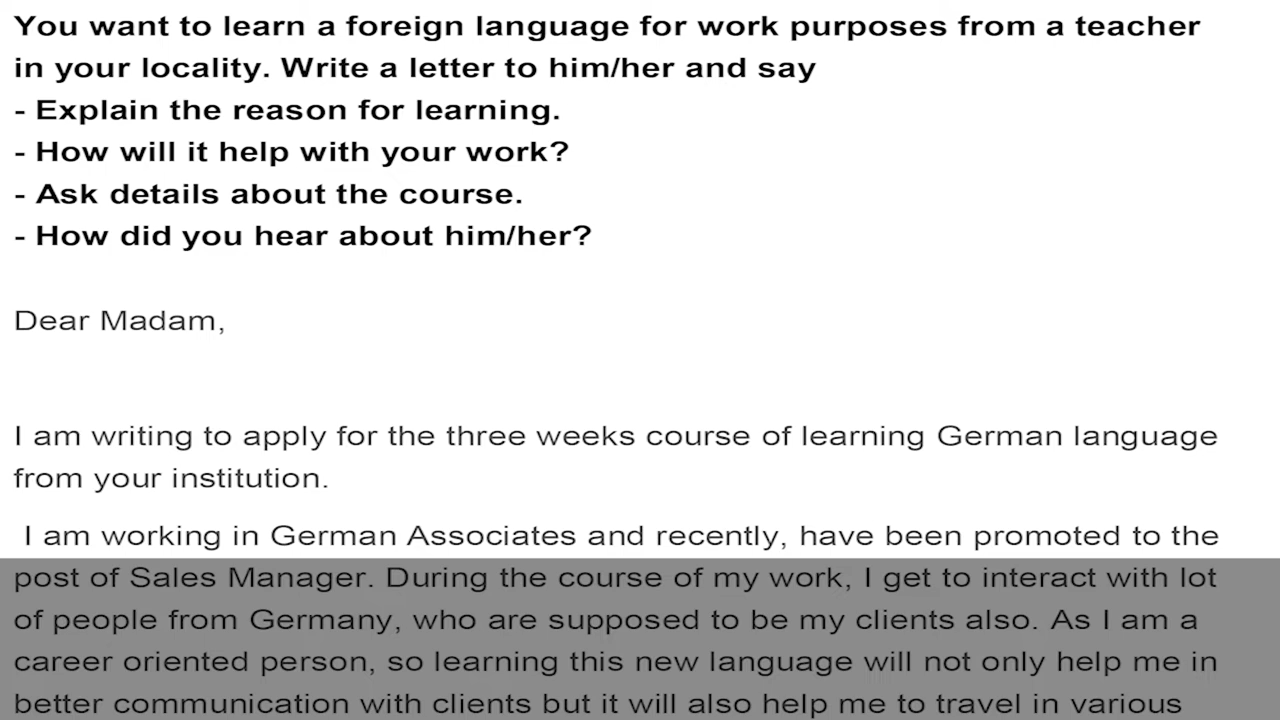 You want to learn a foreign language for work purposes from a teacher
in your locality. Write a letter to him/her and say
- Explain the reason for learning.
- How will it help with your work?
- Ask details about the course.
- How did you hear about him/her?
Dear Madam,
I am writing to apply for the three weeks course of learning German language
from your institution.
I am working in German Associates and recently, have been promoted to the
post of Sales Manager. During the course of my work, I get to interact with lot
of people from Germany, who are supposed to be my clients also. As I am a
career oriented person, so learning this new language will not only help me in
better communication with clients but it will also help me to travel in various